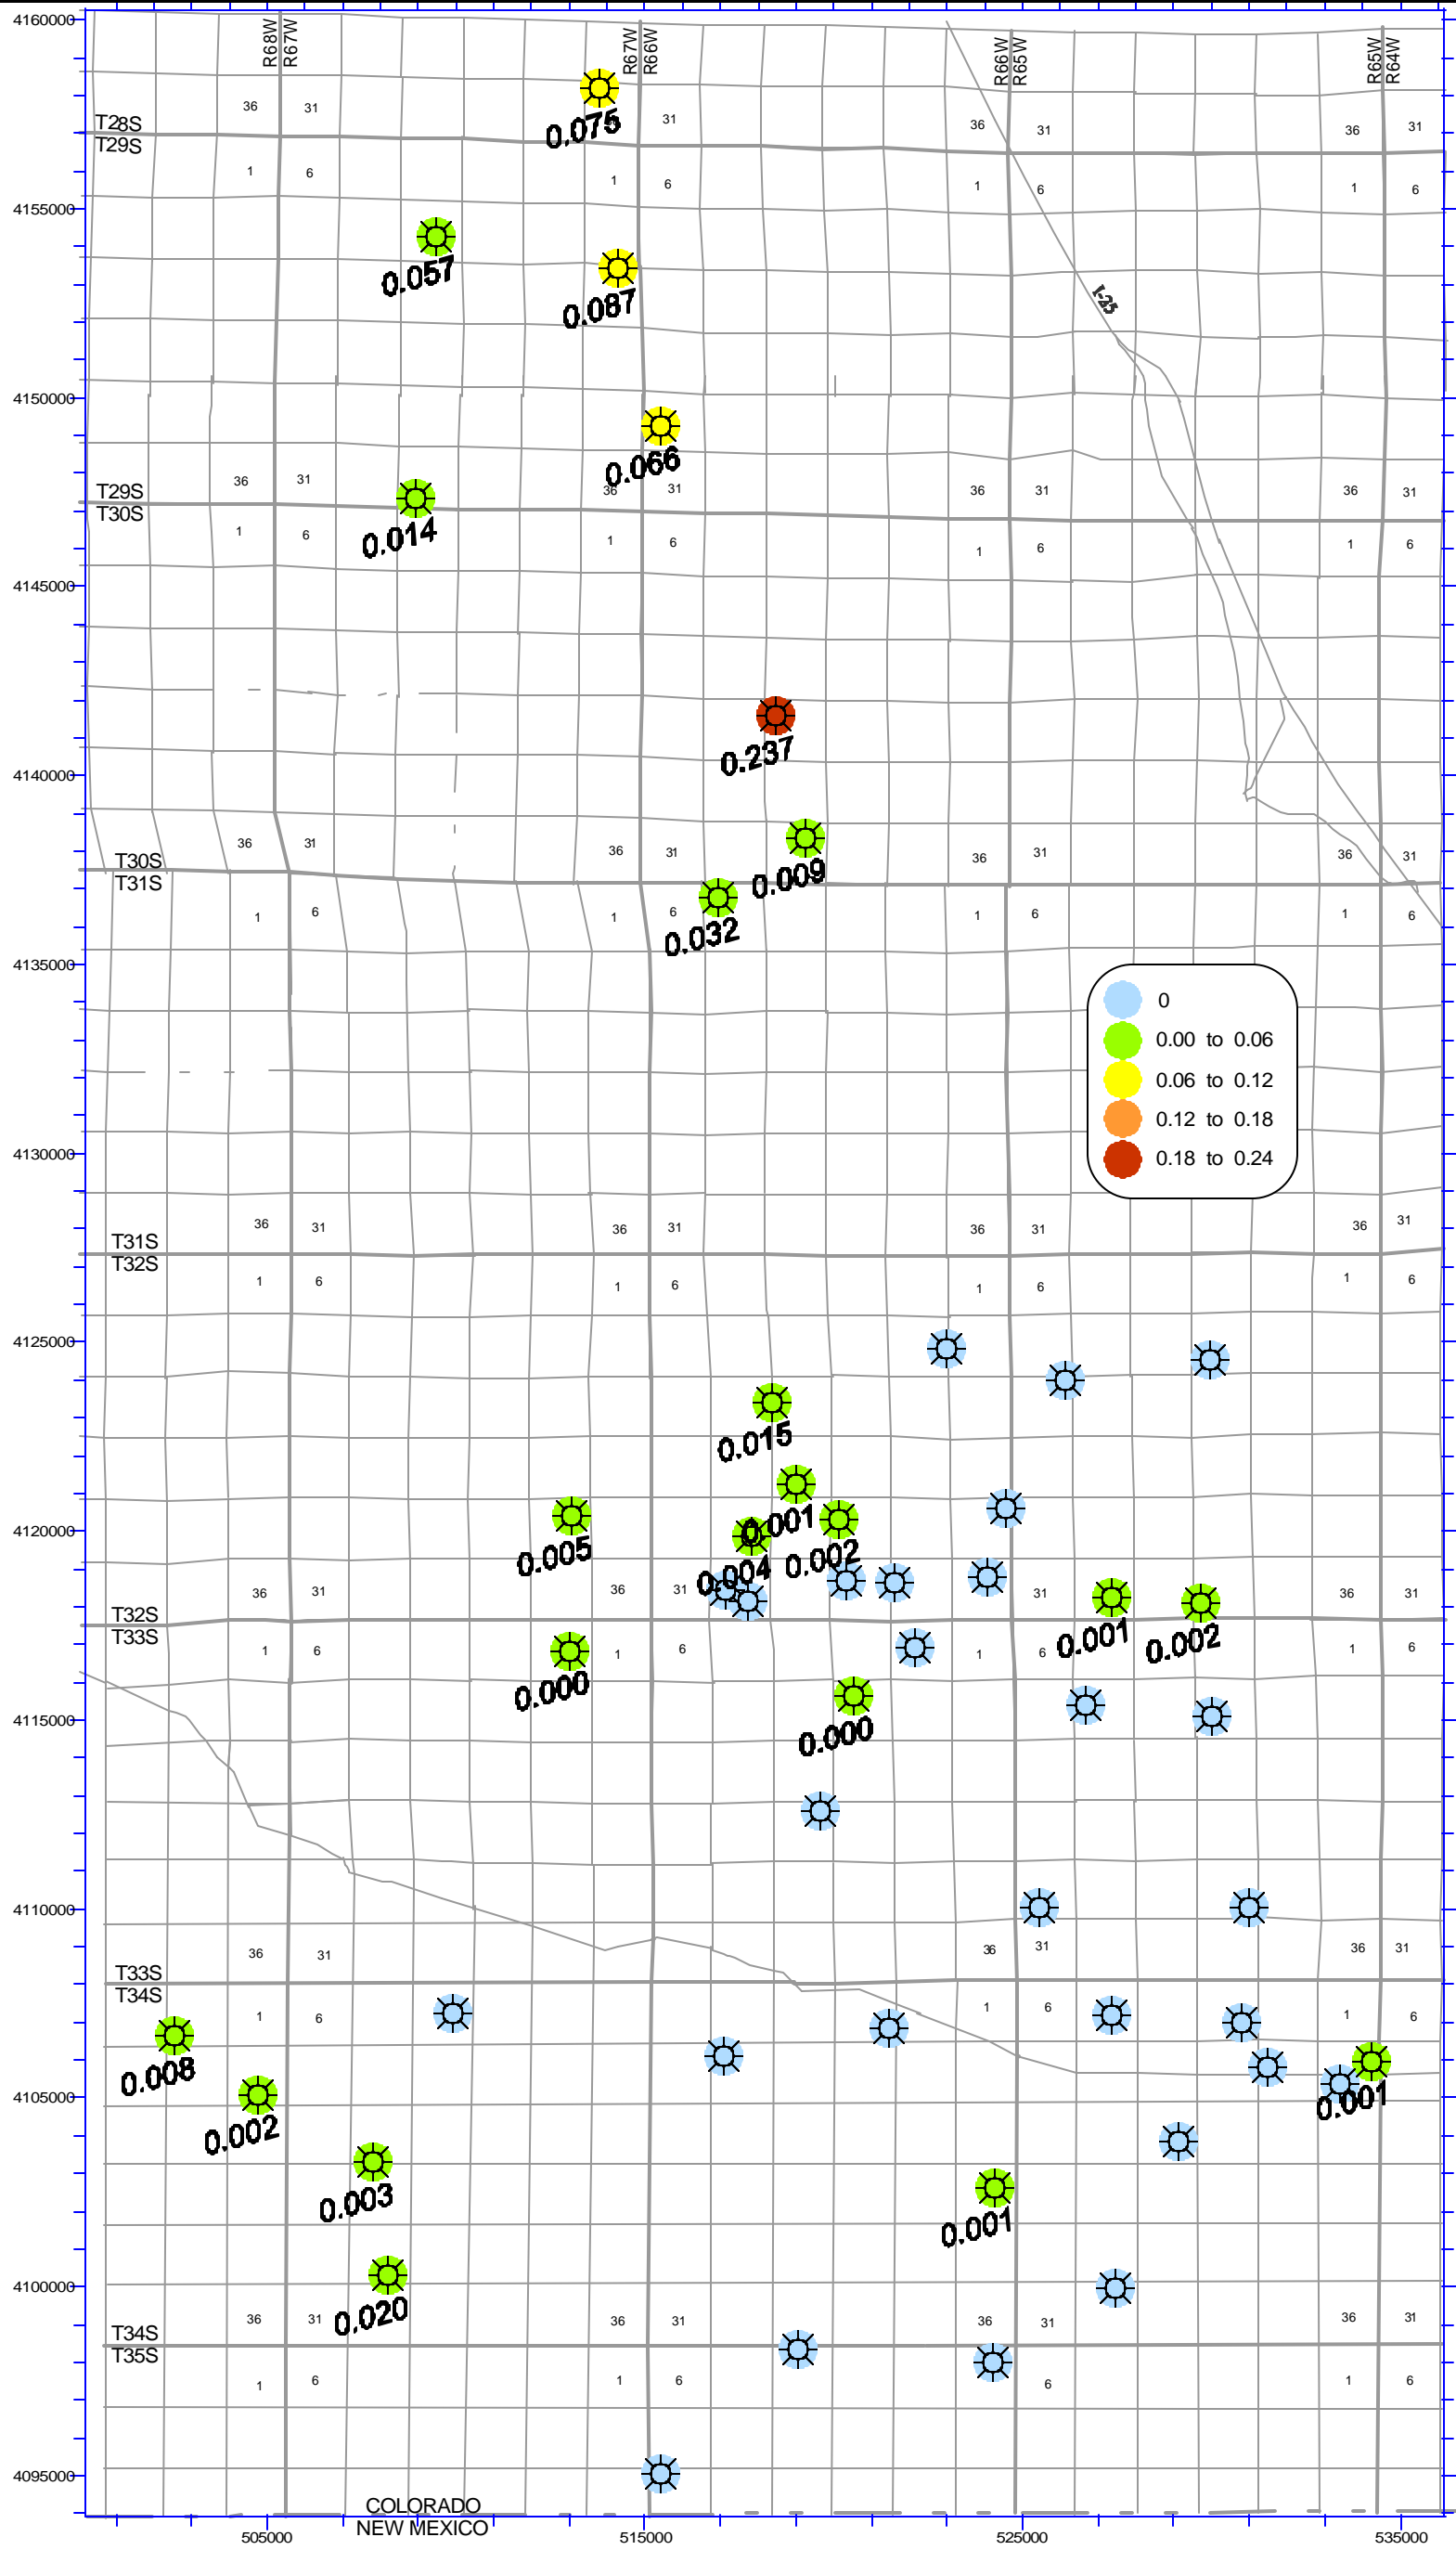 4160000
R68W
R67W
R67W
R66W
R66W
R65W
R65W
R64W
0.075
36 31 31 36 31 36 31
T28S
T29S
1 6 1 6 1 6 1 6
4155000
0.057
0.087
I-25
4150000
0.066
36 31 36 31 36 31 36 31
T29S
T30S
0.014
1 6 1 6 1 6 1 6
4145000
0.237
4140000
36 31 36 31 36 31 36 31
T30S
T31S
0.009
1 6 1 6 1 6 1 6
0.032
4135000
0
0.00 to 0.06
0.06 to 0.12
0.12 to 0.18
0.18 to 0.24
4130000
36 31 36 31 36 31 36 31
T31S
T32S
1 6 1 6 1 6 1 6
4125000
0.015
4120000
0.001
0.005
0.004
0.002
36 31 36 31 31 36 31
T32S
T33S
0.001
0.002
1 6 1 6 1 6 1 6
0.000
4115000
0.000
4110000
36 31 36 31 36 31
T33S
T34S
1 6 1 6 1 6
0.008
4105000
0.001
0.002
0.003
0.001
4100000
0.020
36 31 36 31 36 31 36 31
T34S
T35S
1 6 1 6 6 1 6
4095000
COLORADO
NEW MEXICO
505000 515000 525000 535000